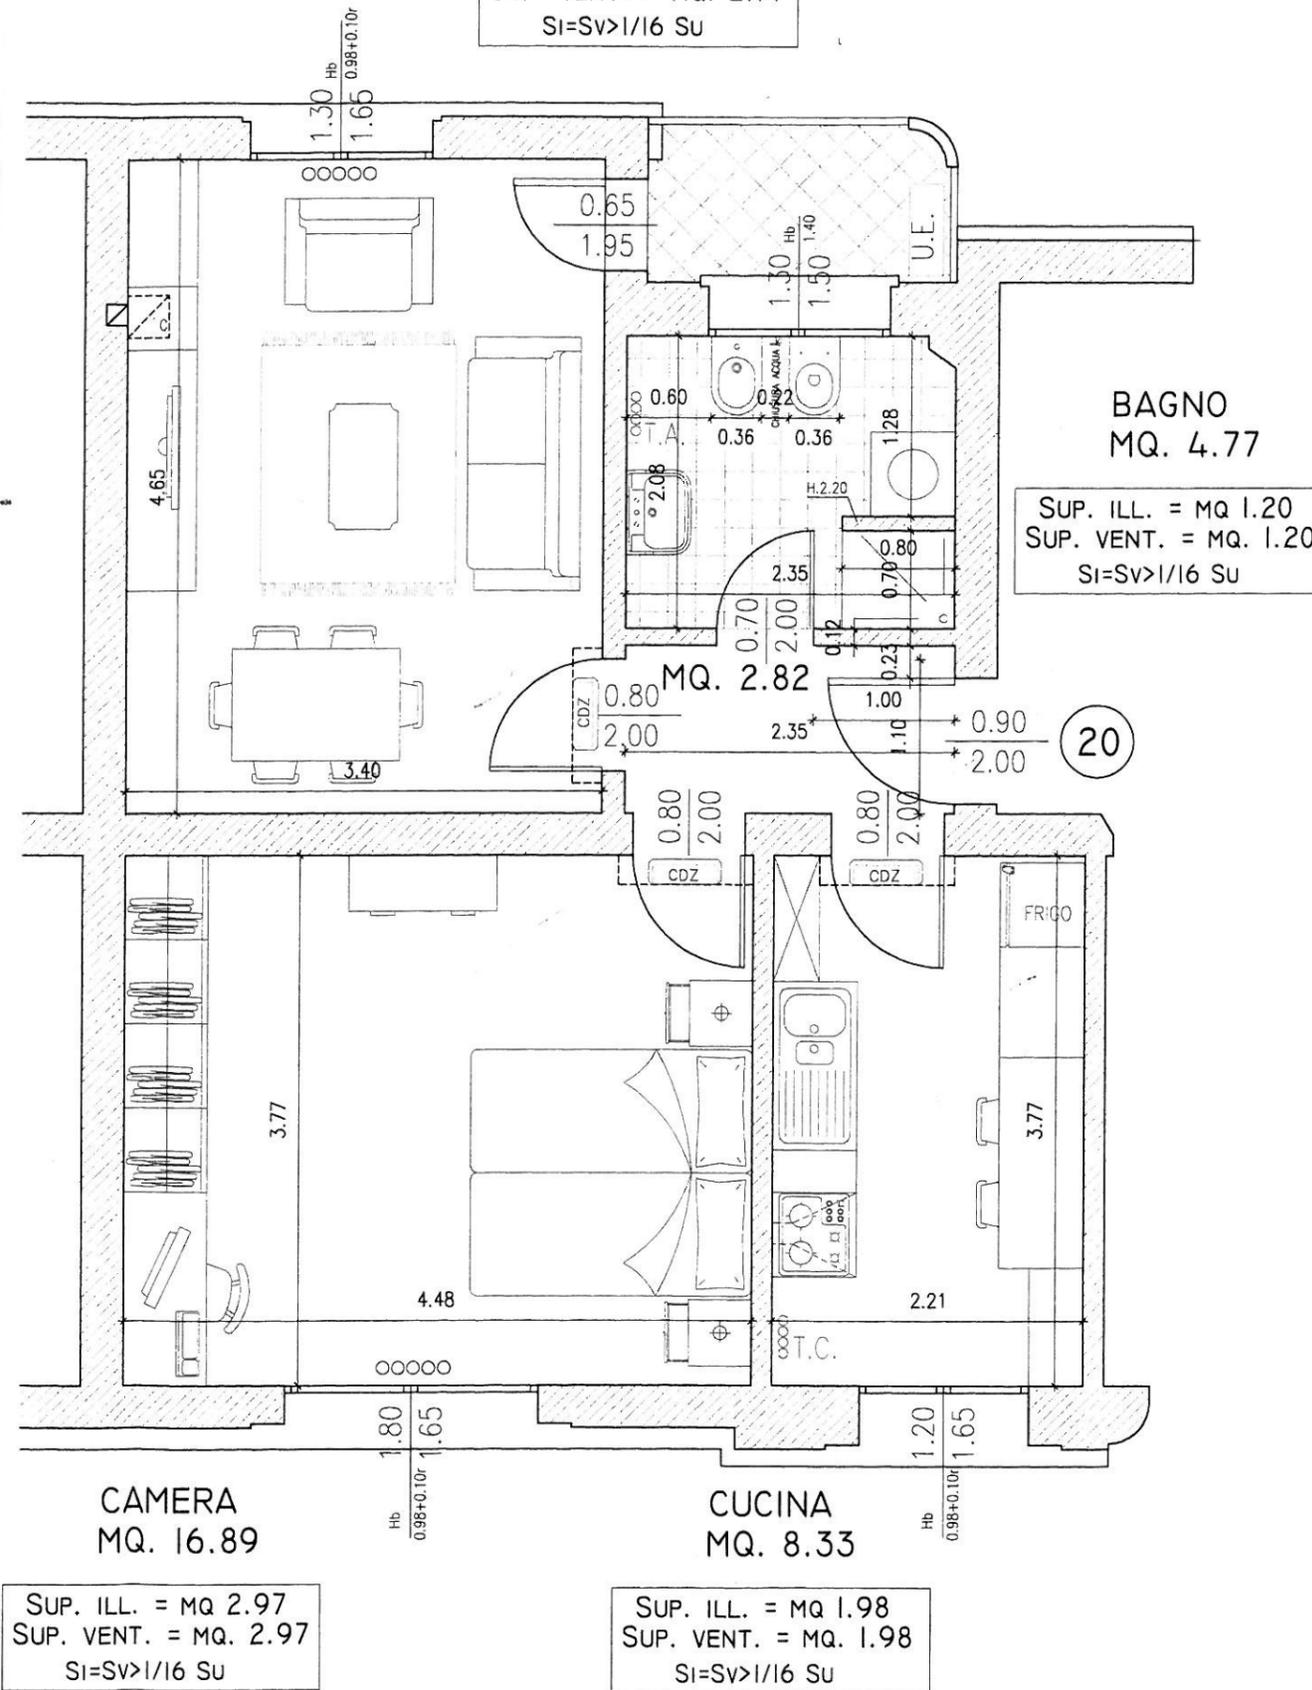 SI=SV>1/16 SU
Hb
0.98+0.10r
1.30
1.65
0.65
1.95
Hb
1.40
1.30
1.50
U.E.
C
4.65
0.60
0.22
CHIUSURA ACQUA
0.36
0.36
T.A.
2.08
1.28
H.2.20
BAGNO
MQ. 4.77
SUP. ILL. = MQ 1.20
SUP. VENT. = MQ. 1.20
SI=SV>1/16 SU
0.80
0.70
2.35
C
0.70
2.00
0.12
0.23
MQ. 2.82
CDZ
0.80
2.00
1.00
2.35
1.10
0.90
2.00
20
3.40
0.80
2.00
0.80
2.00
CDZ
CDZ
FRIGO
3.77
3.77
4.48
2.21
T.C.
1.80
1.65
Hb
0.98+0.10r
1.20
1.65
Hb
0.98+0.10r
CAMERA
MQ. 16.89
SUP. ILL. = MQ 2.97
SUP. VENT. = MQ. 2.97
SI=SV>1/16 SU
CUCINA
MQ. 8.33
SUP. ILL. = MQ 1.98
SUP. VENT. = MQ. 1.98
SI=SV>1/16 SU